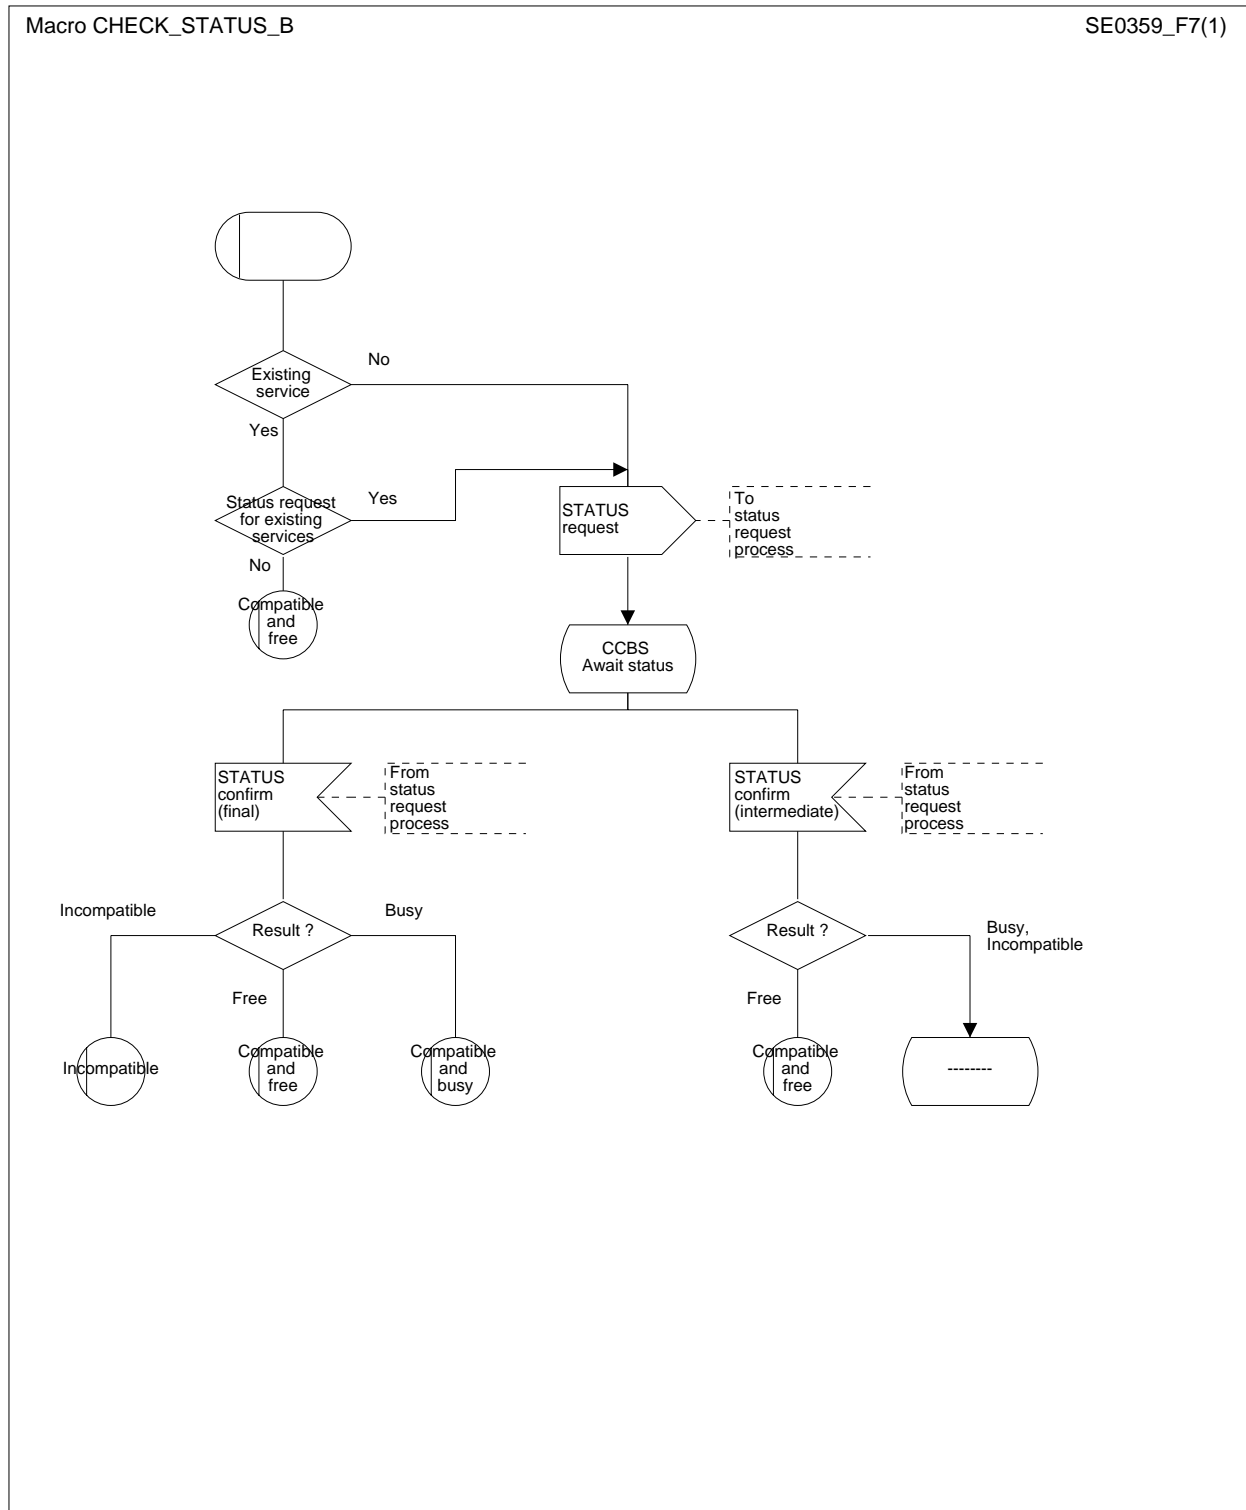 Macro CHECK_STATUS_B
SE0359_F7(1)
Existing
service
No
Yes
Status request
for existing
services
Yes
No
STATUS
request
To
status
request
process
Compatible
and
free
CCBS
Await status
STATUS
confirm
(final)
From
status
request
process
STATUS
confirm
(intermediate)
From
status
request
process
Incompatible
Result ?
Busy
Free
Result ?
Busy,
Incompatible
Free
Incompatible
Compatible
and
free
Compatible
and
busy
Compatible
and
free
--------